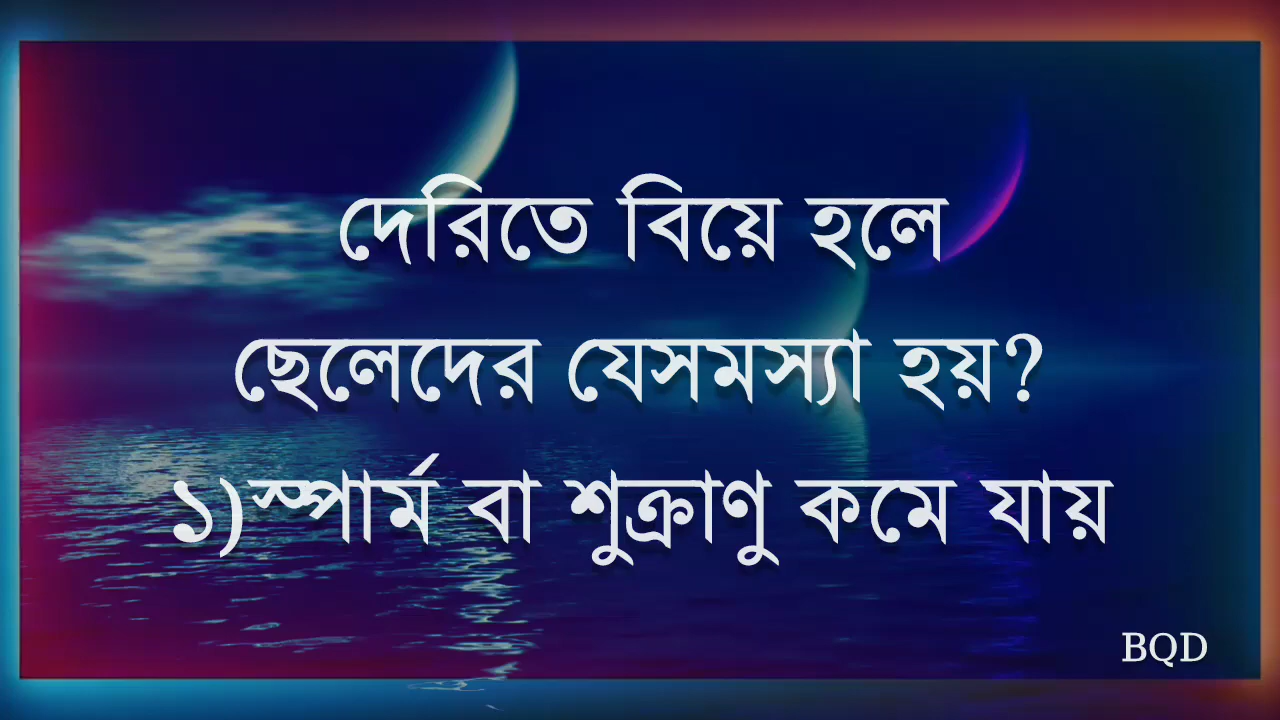 দেরিতে বিয়ে হলে
ছেলেদের যেসমস্যা হয়?
১)স্পার্ম বা শুক্রাণু কমে যায়
BQD